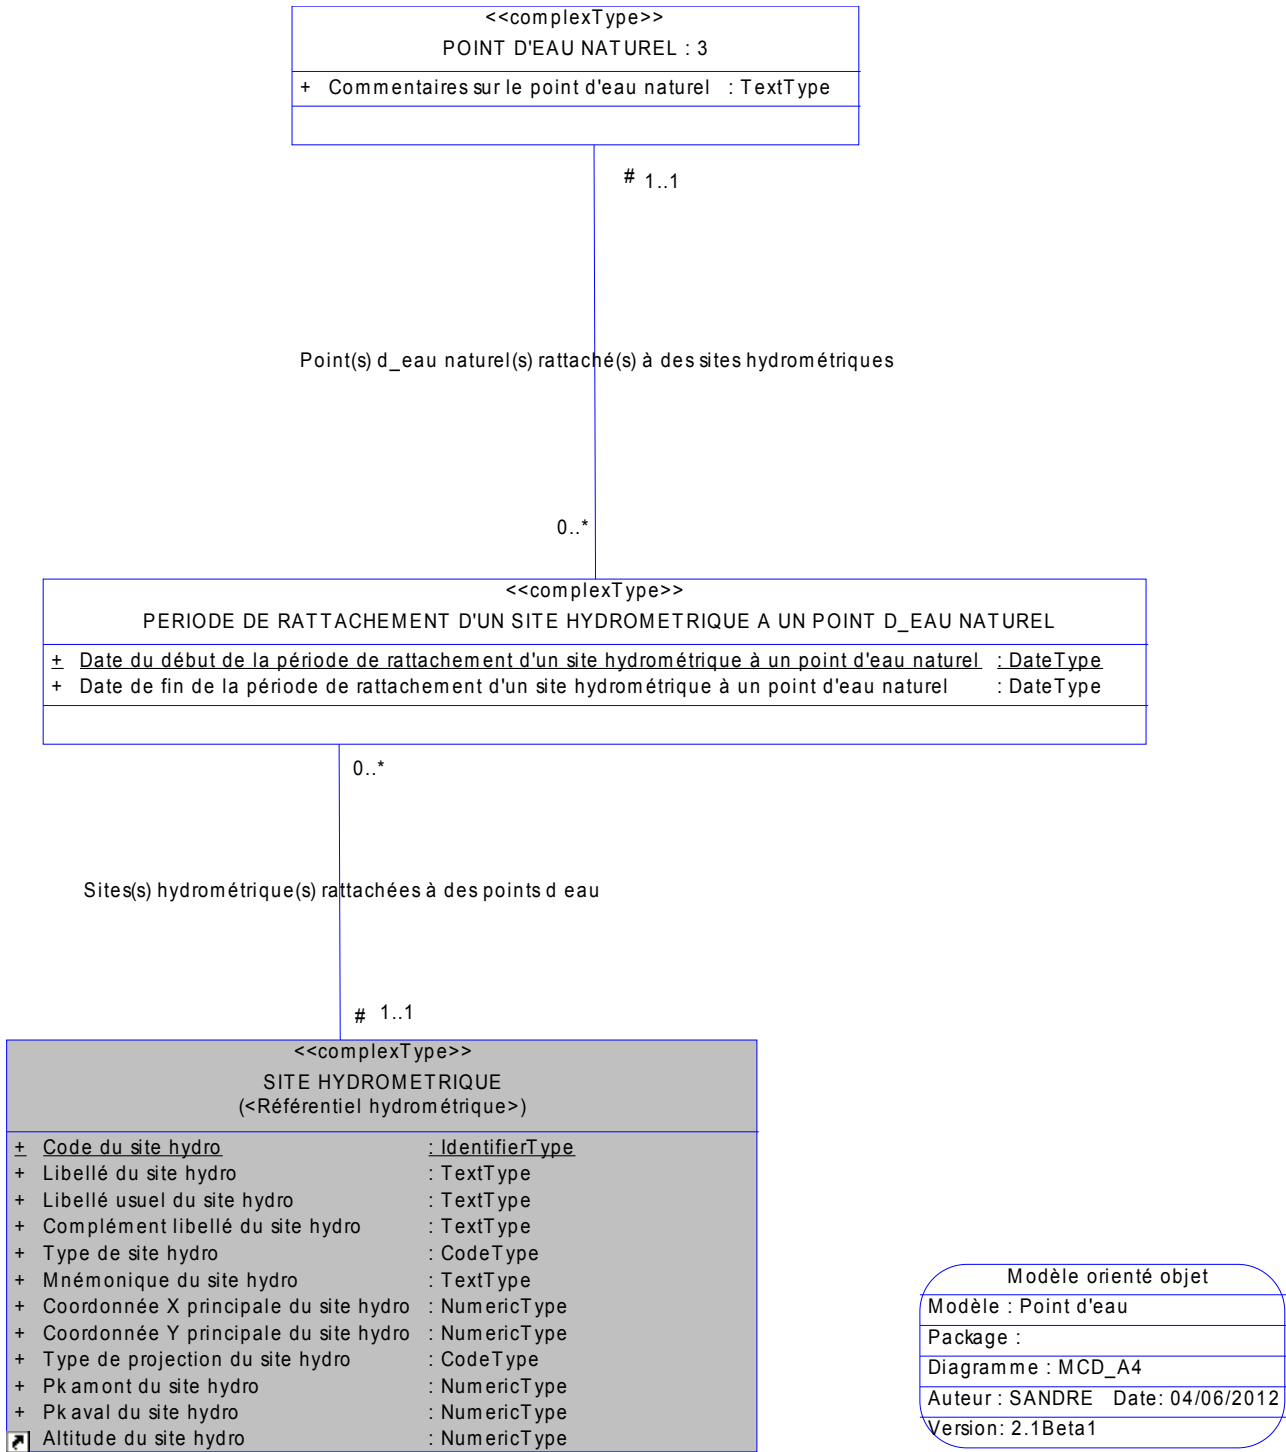 <<complexType>>
POINT D'EAU NATUREL : 3
+ Commentaires sur le point d'eau naturel : TextType
# 1..1
Point(s) d_eau naturel(s) rattaché(s) à des sites hydrométriques
0..*
<<complexType>>
PERIODE DE RATTACHEMENT D'UN SITE HYDROMETRIQUE A UN POINT D_EAU NATUREL
+ Date du début de la période de rattachement d'un site hydrométrique à un point d'eau naturel : DateType
+ Date de fin de la période de rattachement d'un site hydrométrique à un point d'eau naturel : DateType
0..*
Sites(s) hydrométrique(s) rattachées à des points d eau
# 1..1
<<complexType>>
SITE HYDROMETRIQUE
(<Référentiel hydrométrique>)
+ Code du site hydro : IdentifierType
+ Libellé du site hydro : TextType
+ Libellé usuel du site hydro : TextType
+ Complément libellé du site hydro : TextType
+ Type de site hydro : CodeType
+ Mnémonique du site hydro : TextType
+ Coordonnée X principale du site hydro : NumericType
+ Coordonnée Y principale du site hydro : NumericType
+ Type de projection du site hydro : CodeType
+ Pk amont du site hydro : NumericType
+ Pk aval du site hydro : NumericType
Altitude du site hydro : NumericType
Modèle orienté objet
Modèle : Point d'eau
Package :
Diagramme : MCD_A4
Auteur : SANDRE Date: 04/06/2012
Version: 2.1Beta1